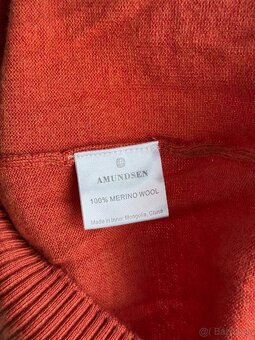 AMUNDSEN
100% MERINO WOOL
Made in Inner Mongolia, China